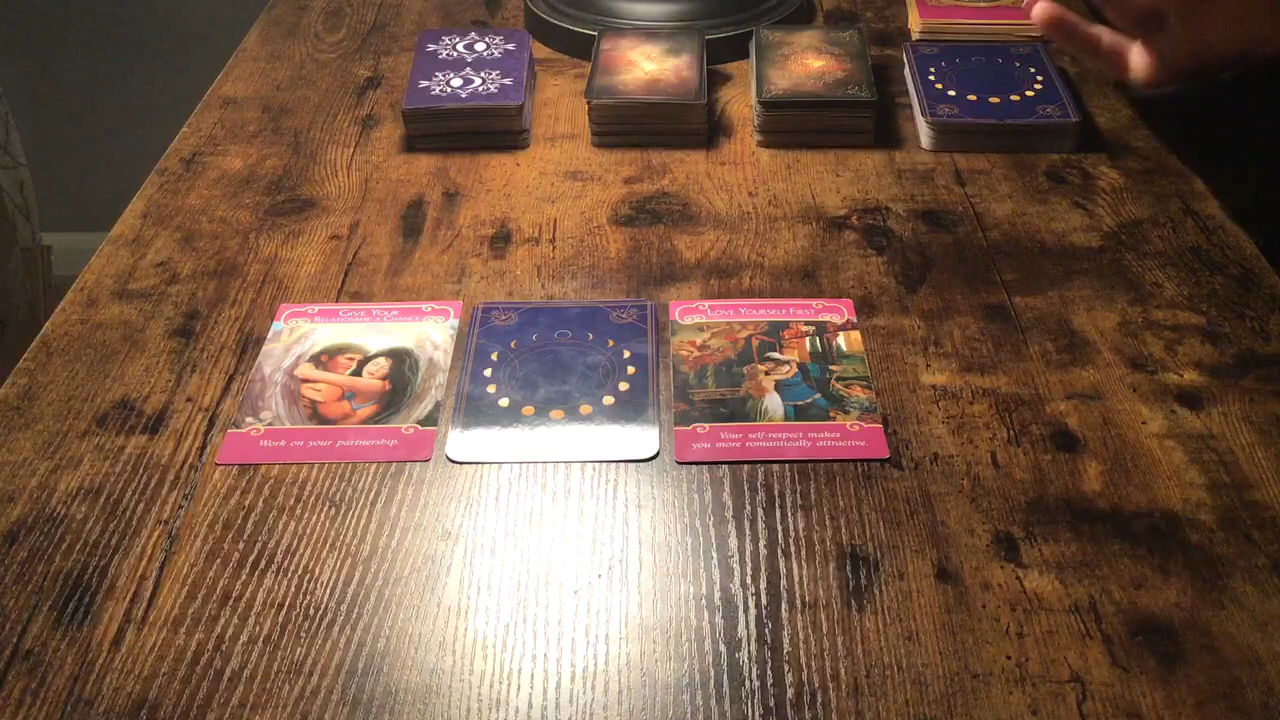 GIVE YOUR
RELATIONSHIP A CHANCE
Work on your partnership.
LOVE YOURSELF FIRST
Your self-respect makes
you more romantically attractive.